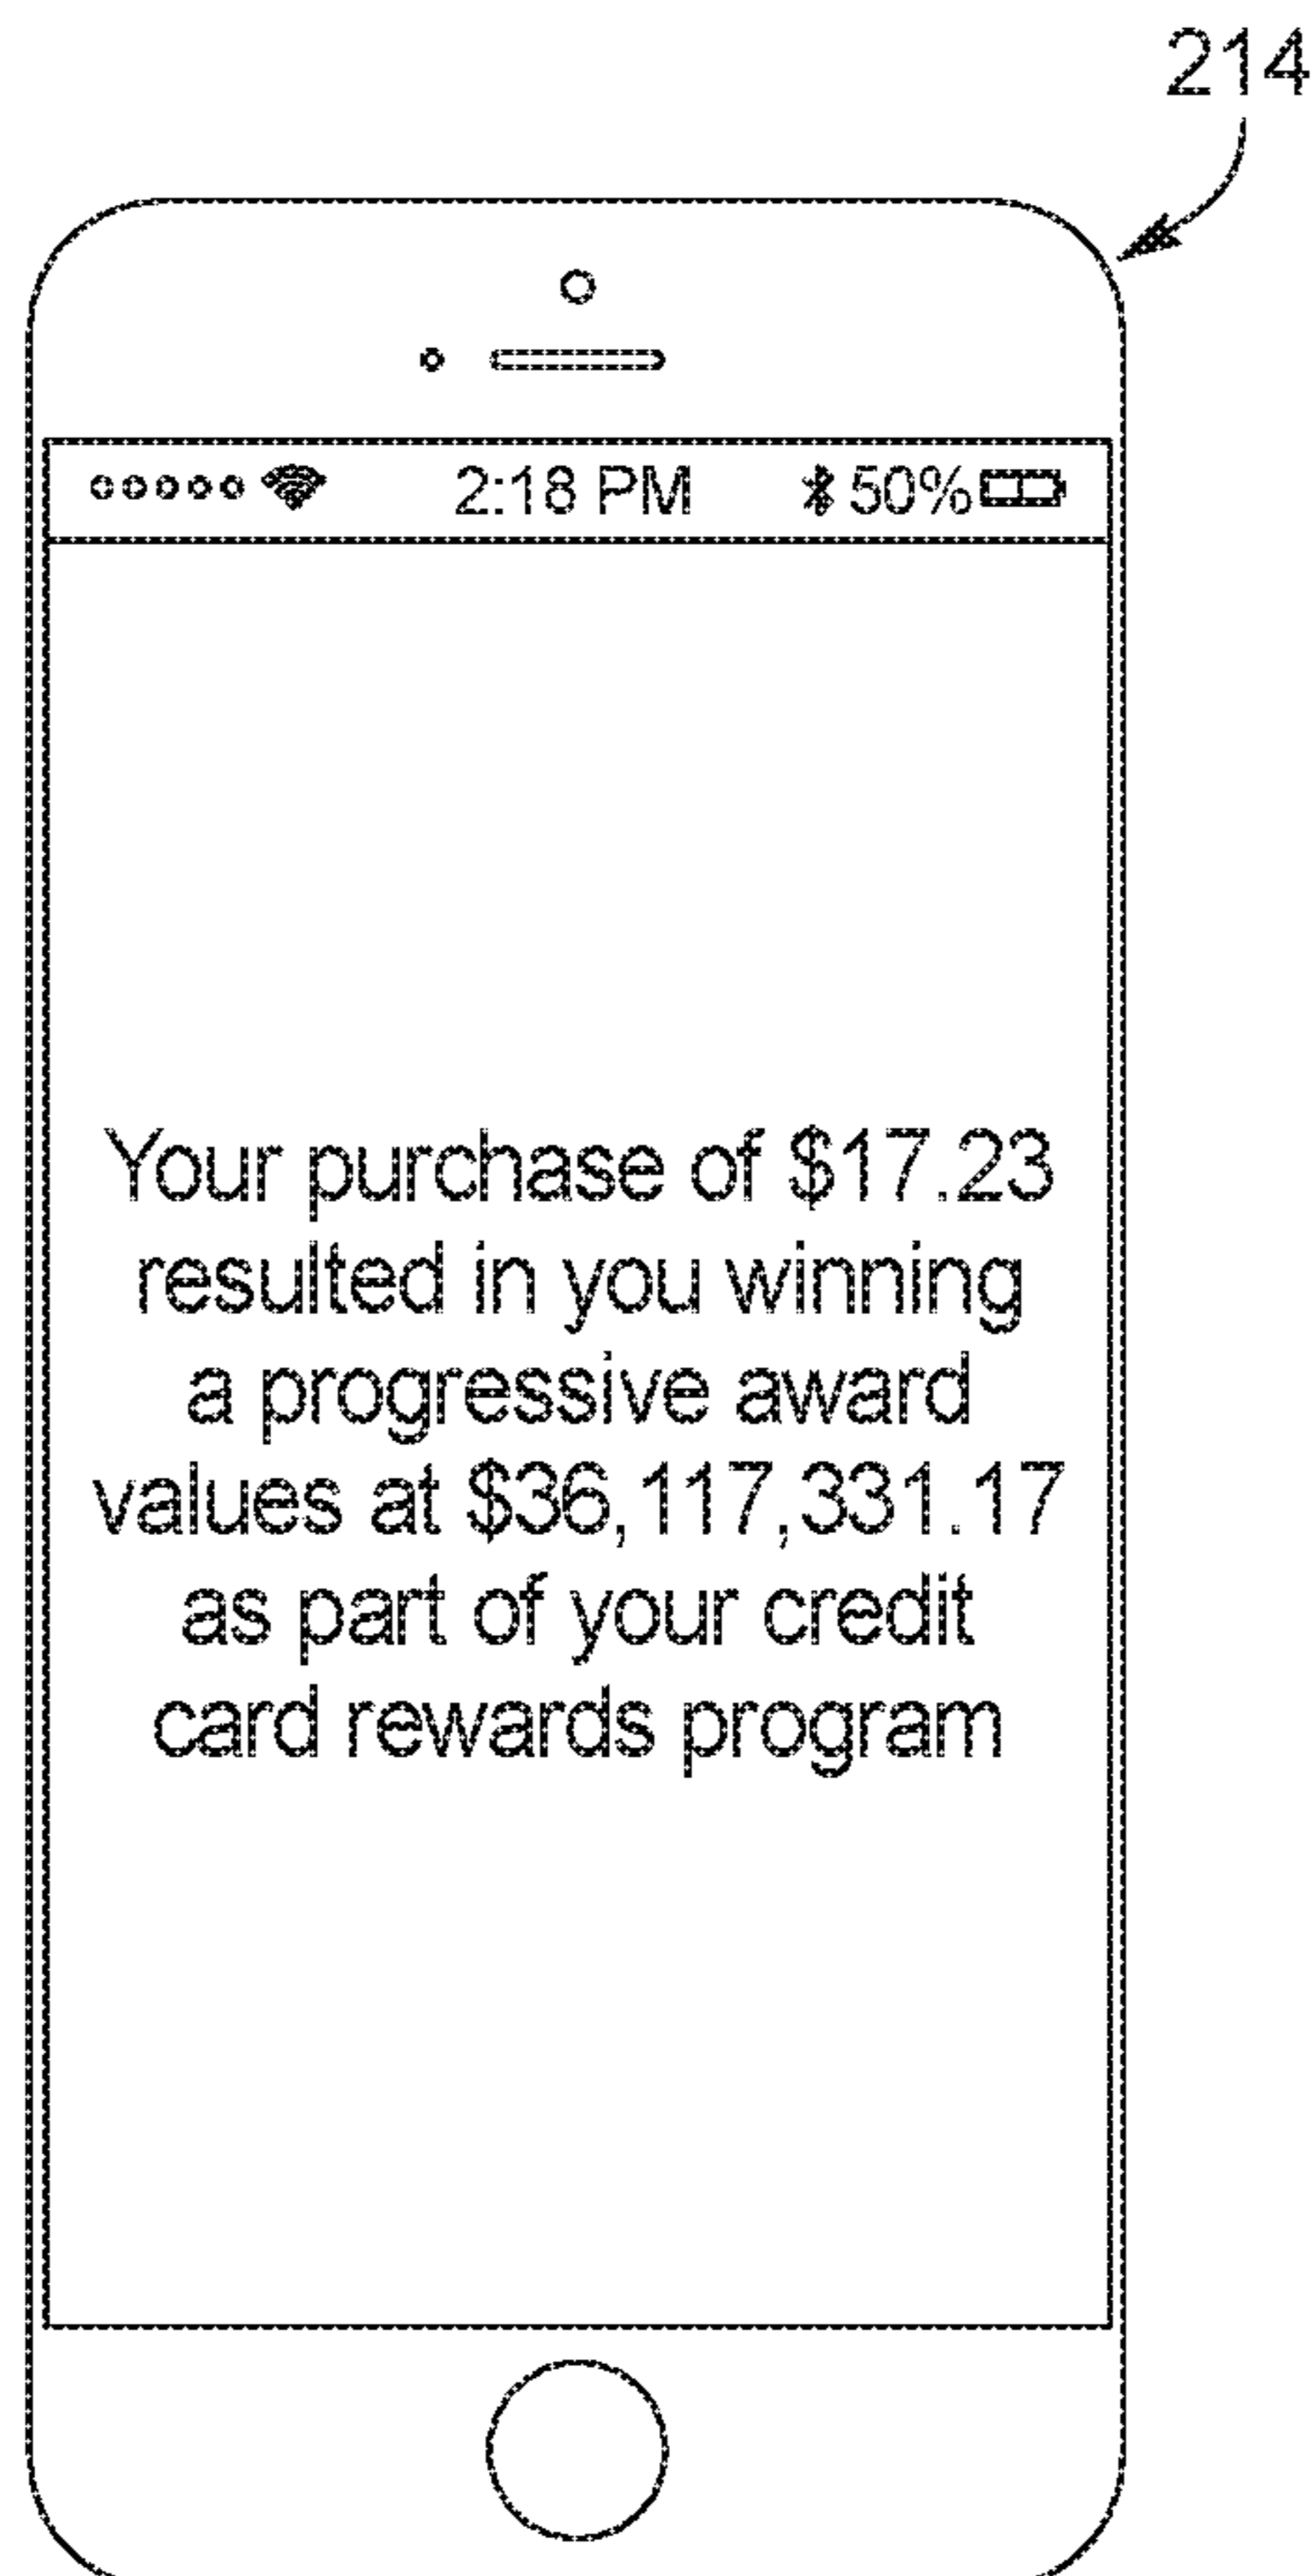 214
2:18 PM 50%
Your purchase of $17.23
resulted in you winning
a progressive award
values at $36,117,331.17
as part of your credit
card rewards program